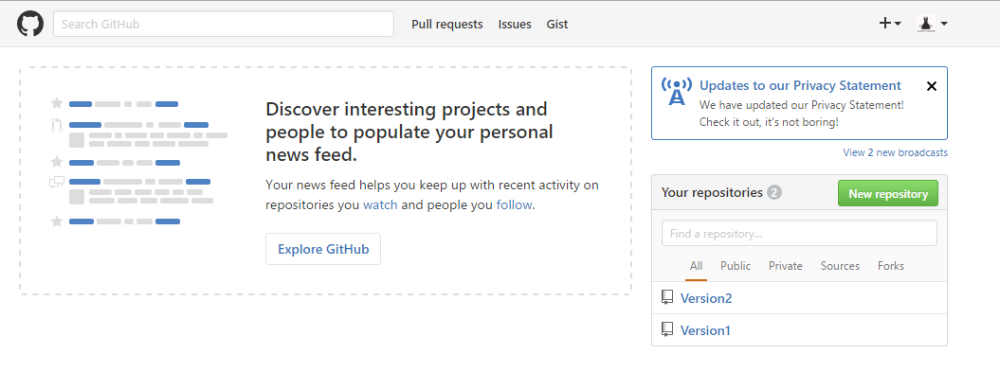 Search GitHub
Pull requests
Issues
Gist
Discover interesting projects and
people to populate your personal
news feed.
Your news feed helps you keep up with recent activity on
repositories you watch and people you follow.
Explore GitHub
Updates to our Privacy Statement
We have updated our Privacy Statement!
Check it out, it's not boring!
View 2 new broadcasts
Your repositories 2
New repository
Find a repository...
All
Public
Private
Sources
Forks
Version2
Version1